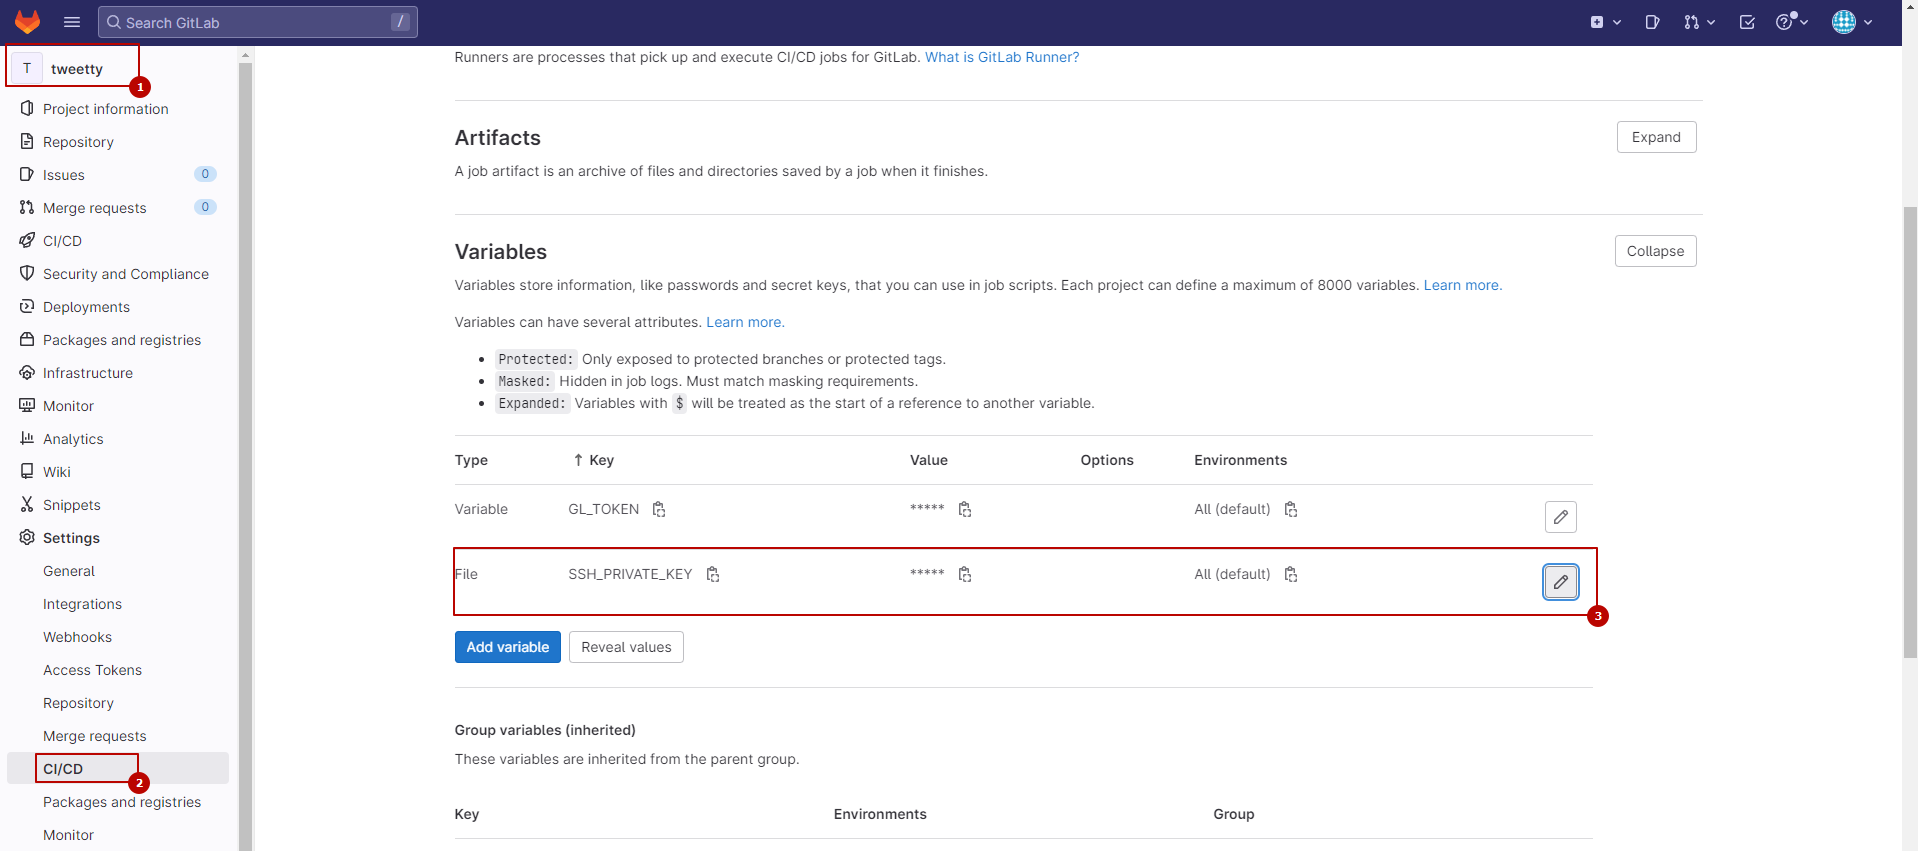 Search GitLab /
T tweetty
1
Project information
Repository
Issues 0
Merge requests 0
CI/CD
Security and Compliance
Deployments
Packages and registries
Infrastructure
Monitor
Analytics
Wiki
Snippets
Settings
General
Integrations
Webhooks
Access Tokens
Repository
Merge requests
CI/CD
2
Packages and registries
Monitor
Runners are processes that pick up and execute CI/CD jobs for GitLab. What is GitLab Runner?
Artifacts
Expand
A job artifact is an archive of files and directories saved by a job when it finishes.
Variables
Collapse
Variables store information, like passwords and secret keys, that you can use in job scripts. Each project can define a maximum of 8000 variables. Learn more.
Variables can have several attributes. Learn more.
• Protected: Only exposed to protected branches or protected tags.
• Masked: Hidden in job logs. Must match masking requirements.
• Expanded: Variables with $ will be treated as the start of a reference to another variable.
Type ↑ Key Value Options Environments
Variable GL_TOKEN ***** All (default)
File SSH_PRIVATE_KEY ***** All (default)
3
Add variable Reveal values
Group variables (inherited)
These variables are inherited from the parent group.
Key Environments Group